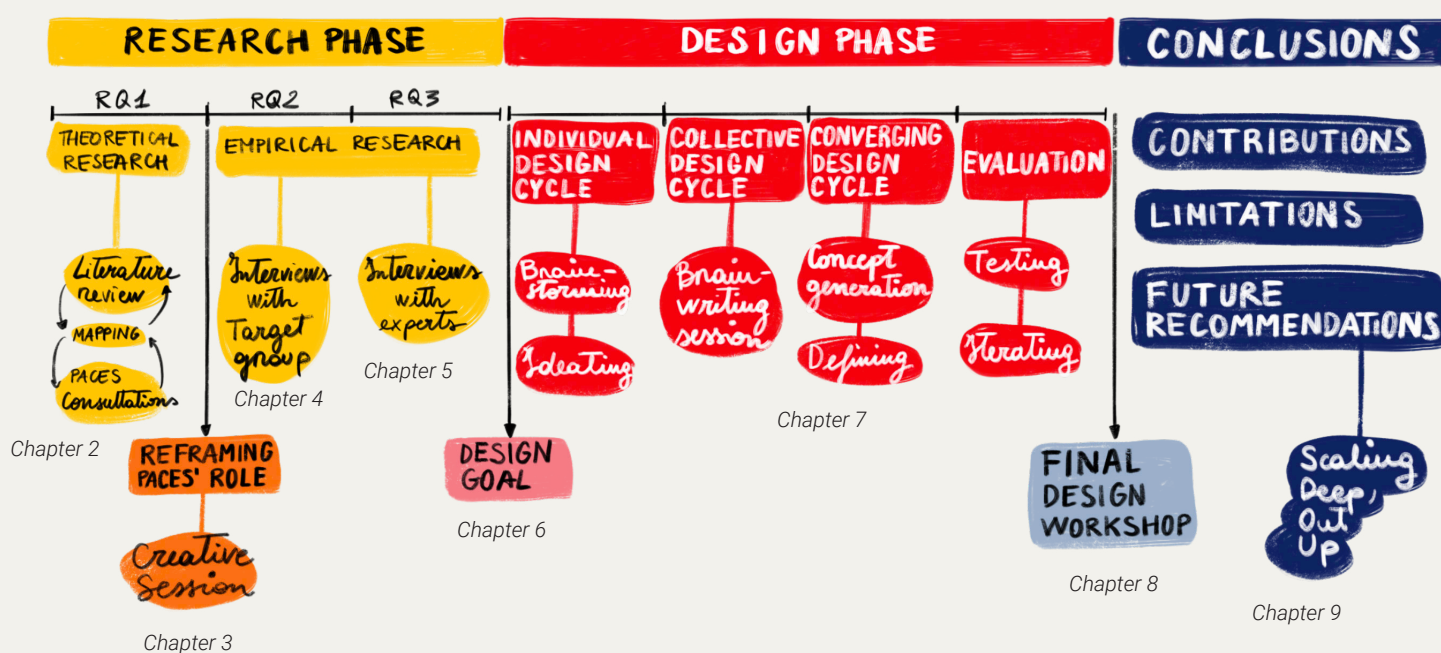 RESEARCH PHASE
DESIGN PHASE
CONCLUSIONS
RQ1
RQ2
RQ3
THEORETICAL
RESEARCH
EMPIRICAL RESEARCH
Literature
review
MAPPING
PACES
Consultations
Chapter 2
Interviews
with
Target
group
Chapter 4
Interviews
with
experts
Chapter 5
REFRAMING
PACES' ROLE
Creative
Session
Chapter 3
DESIGN
GOAL
Chapter 6
INDIVIDUAL
DESIGN
CYCLE
Brain-
storming
Ideating
COLLECTIVE
DESIGN
CYCLE
Brain-
writing
session
CONVERGING
DESIGN
CYCLE
Concept
generation
Defining
EVALUATION
Testing
Iterating
Chapter 7
FINAL
DESIGN
WORKSHOP
Chapter 8
CONTRIBUTIONS
LIMITATIONS
FUTURE
RECOMMENDATIONS
Scaling
Deep,
Out
Up
Chapter 9